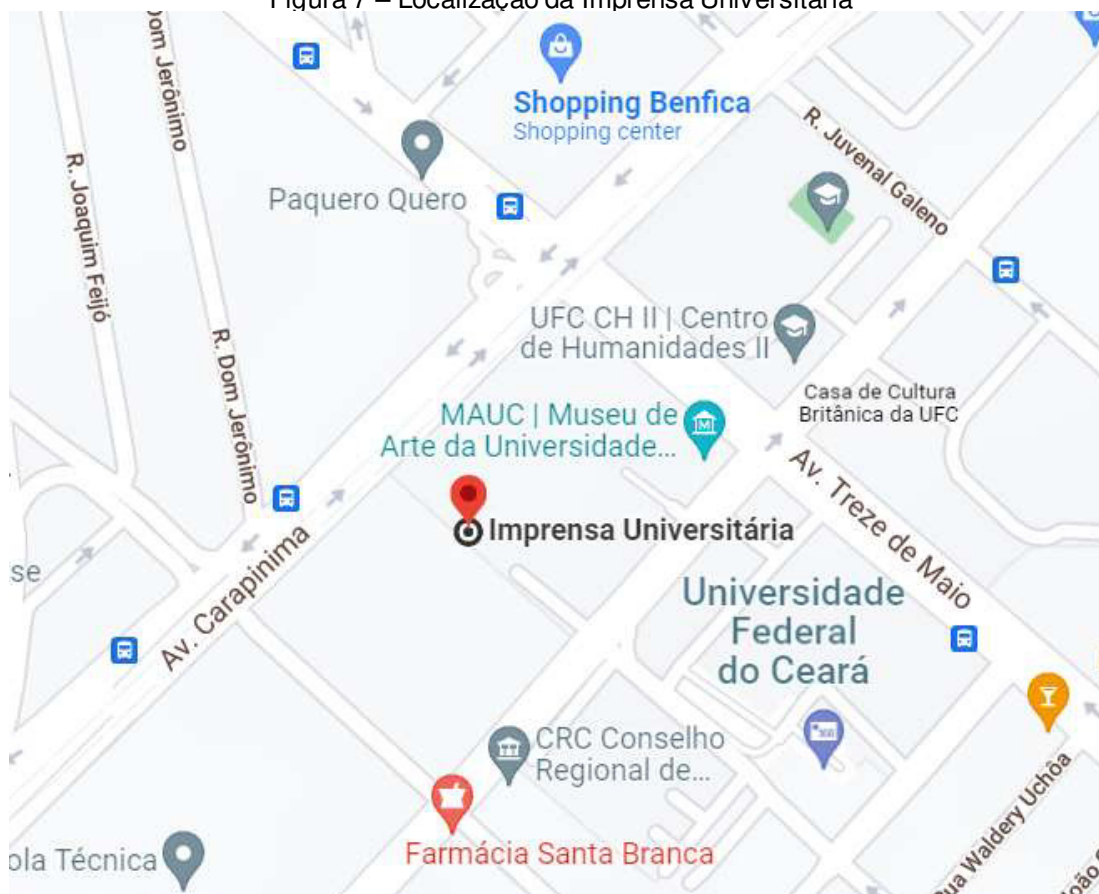 Figura 7 – Localização da Imprensa Universitária
Dom Jerônimo
R. Joaquim Feijó
R. Dom Jerônimo
Shopping Benfica
Shopping center
Paquero Quero
R. Juvenal Galeno
UFC CH II | Centro
de Humanidades II
Casa de Cultura
Britânica da UFC
MAUC | Museu de
Arte da Universidade...
Imprensa Universitária
Av. Treze de Maio
Av. Carapinima
se
Universidade
Federal
do Ceará
CRC Conselho
Regional de...
Farmácia Santa Branca
ola Técnica
ua Waldery Uchôa
João